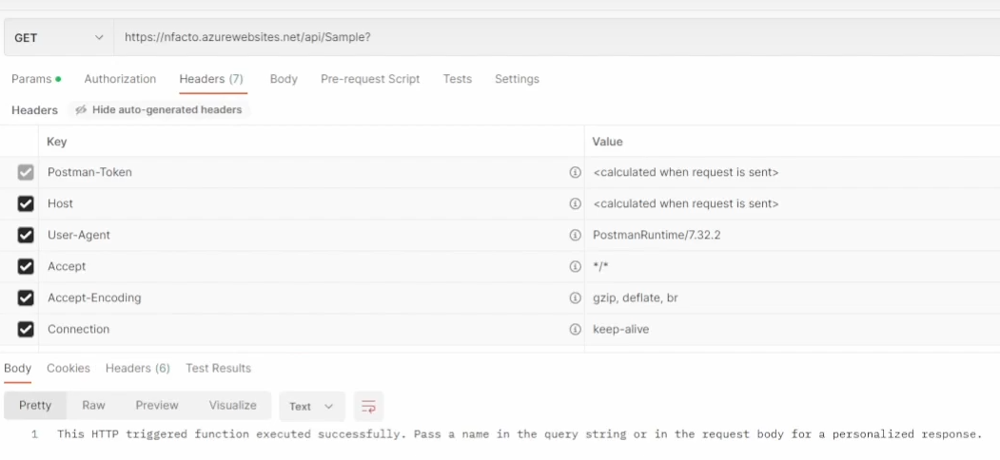 GET https://nfacto.azurewebsites.net/api/Sample?
Params Authorization Headers (7) Body Pre-request Script Tests Settings
Headers Hide auto-generated headers
Key Value
Postman-Token <calculated when request is sent>
Host <calculated when request is sent>
User-Agent PostmanRuntime/7.32.2
Accept */*
Accept-Encoding gzip, deflate, br
Connection keep-alive
Body Cookies Headers (6) Test Results
Pretty Raw Preview Visualize Text
1 This HTTP triggered function executed successfully. Pass a name in the query string or in the request body for a personalized response.